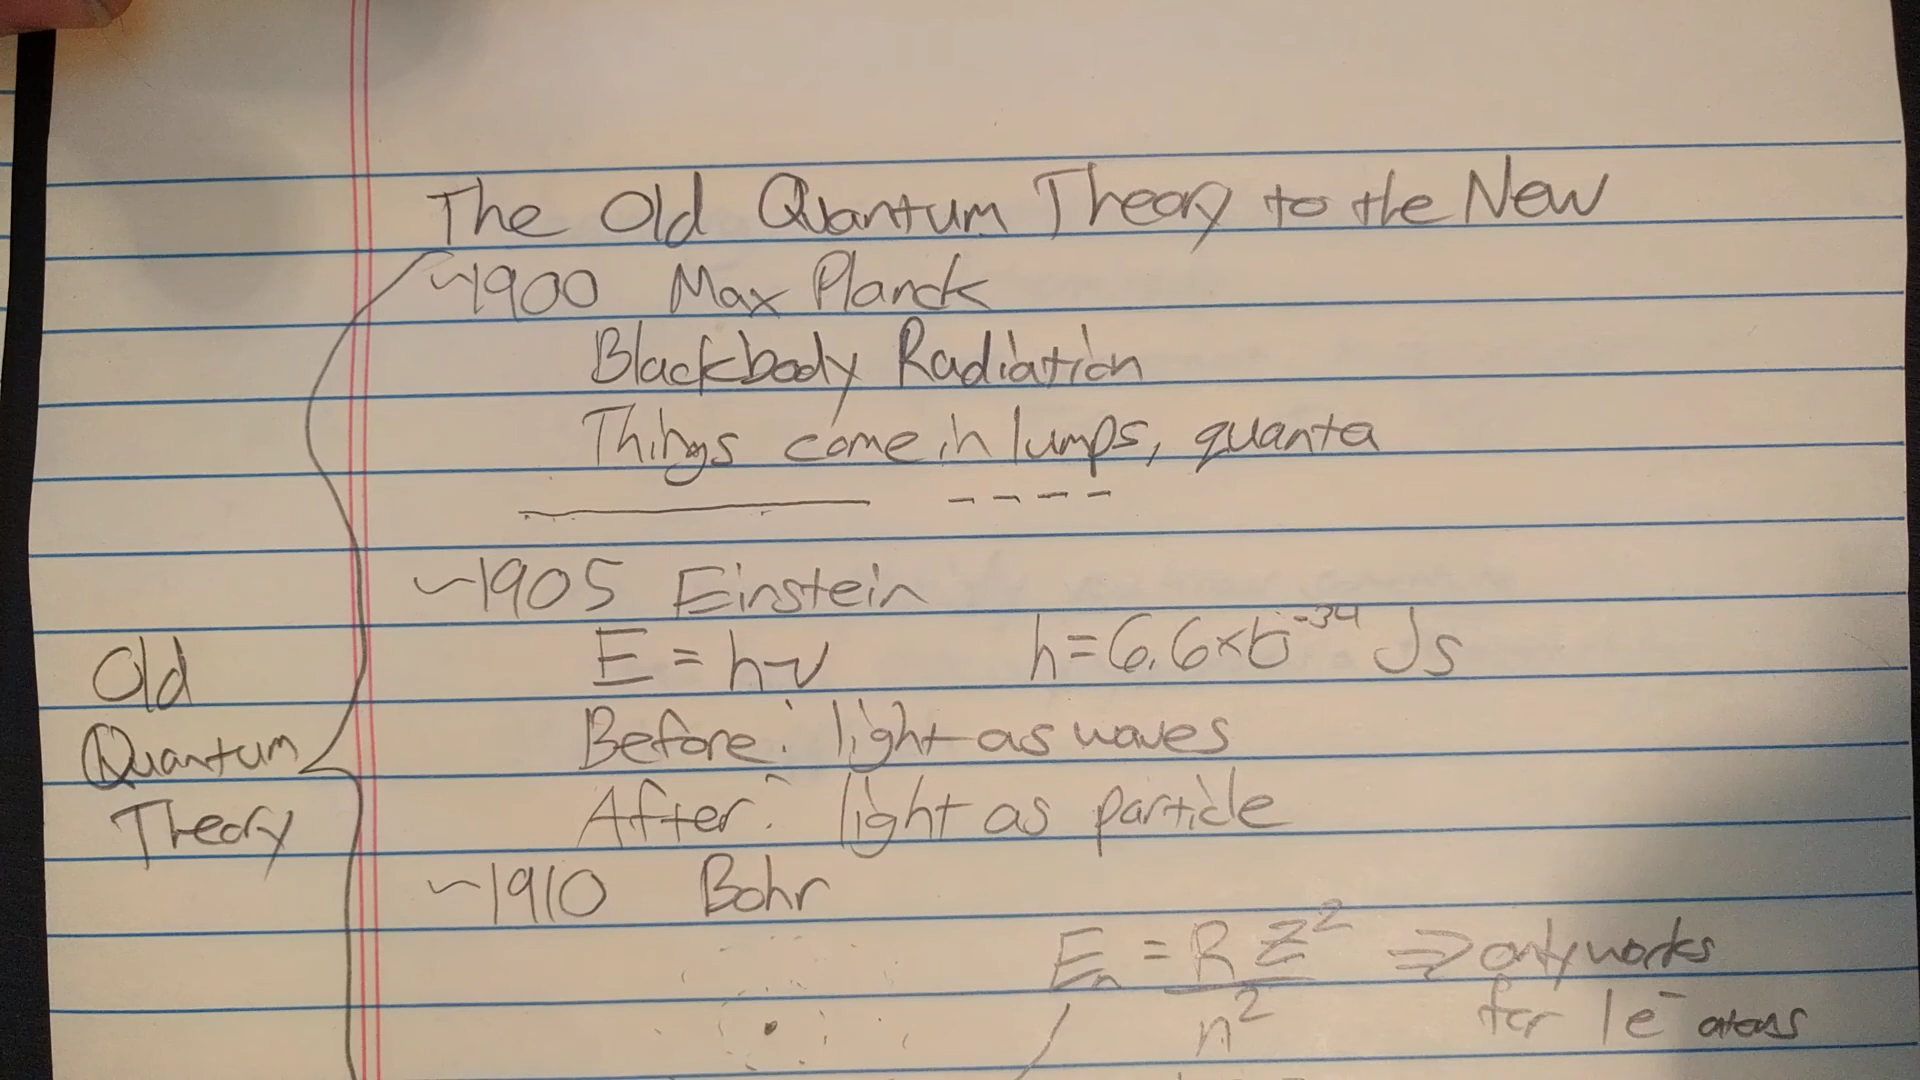 The Old Quantum Theory to the New
~1900 Max Planck
Blackbody Radiation
Things come in lumps, quanta
~1905 Einstein
E = hν h = 6.6×10⁻³⁴ Js
Before: light as waves
After: light as particle
Old
Quantum
Theory
~1910 Bohr
Eₙ = R Z² ⇒ only works
n² for 1e⁻ atoms